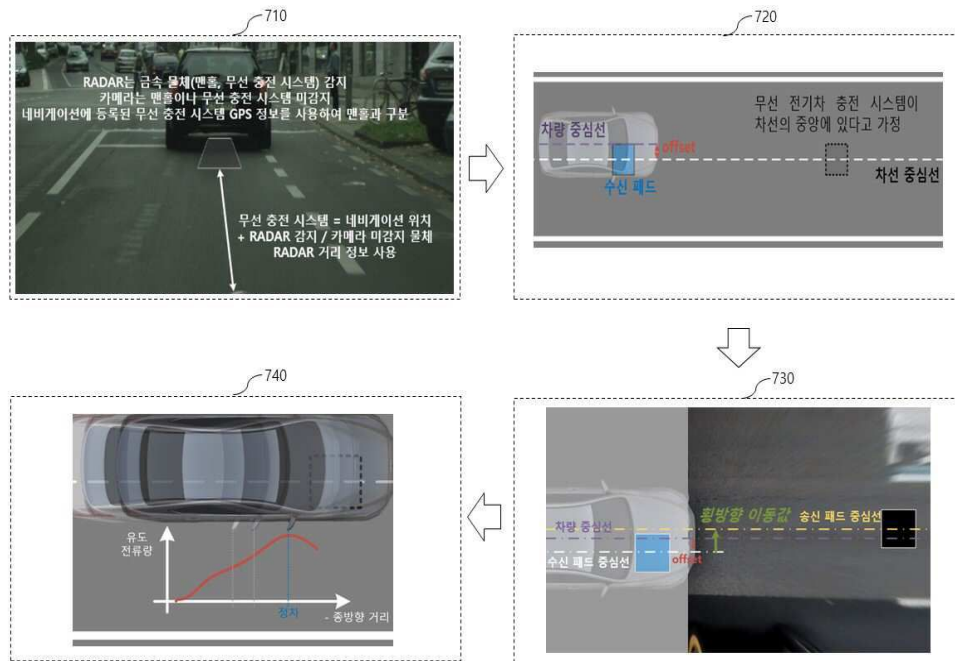 710
RADAR는 금속 물체(맨홀, 무선 충전 시스템) 감지
카메라는 맨홀이나 무선 충전 시스템 미감지
네비게이션에 등록된 무선 충전 시스템 GPS 정보를 사용하여 맨홀과 구분
무선 충전 시스템 = 네비게이션 위치
+ RADAR 감지 / 카메라 미감지 물체
RADAR 거리 정보 사용
720
무선 전기차 충전 시스템이
차선의 중앙에 있다고 가정
차량 중심선
offset
수신 패드
차선 중심선
730
횡방향 이동값
송신 패드 중심선
차량 중심선
수신 패드 중심선
offset
740
유도
전류량
정지
- 종방향 거리